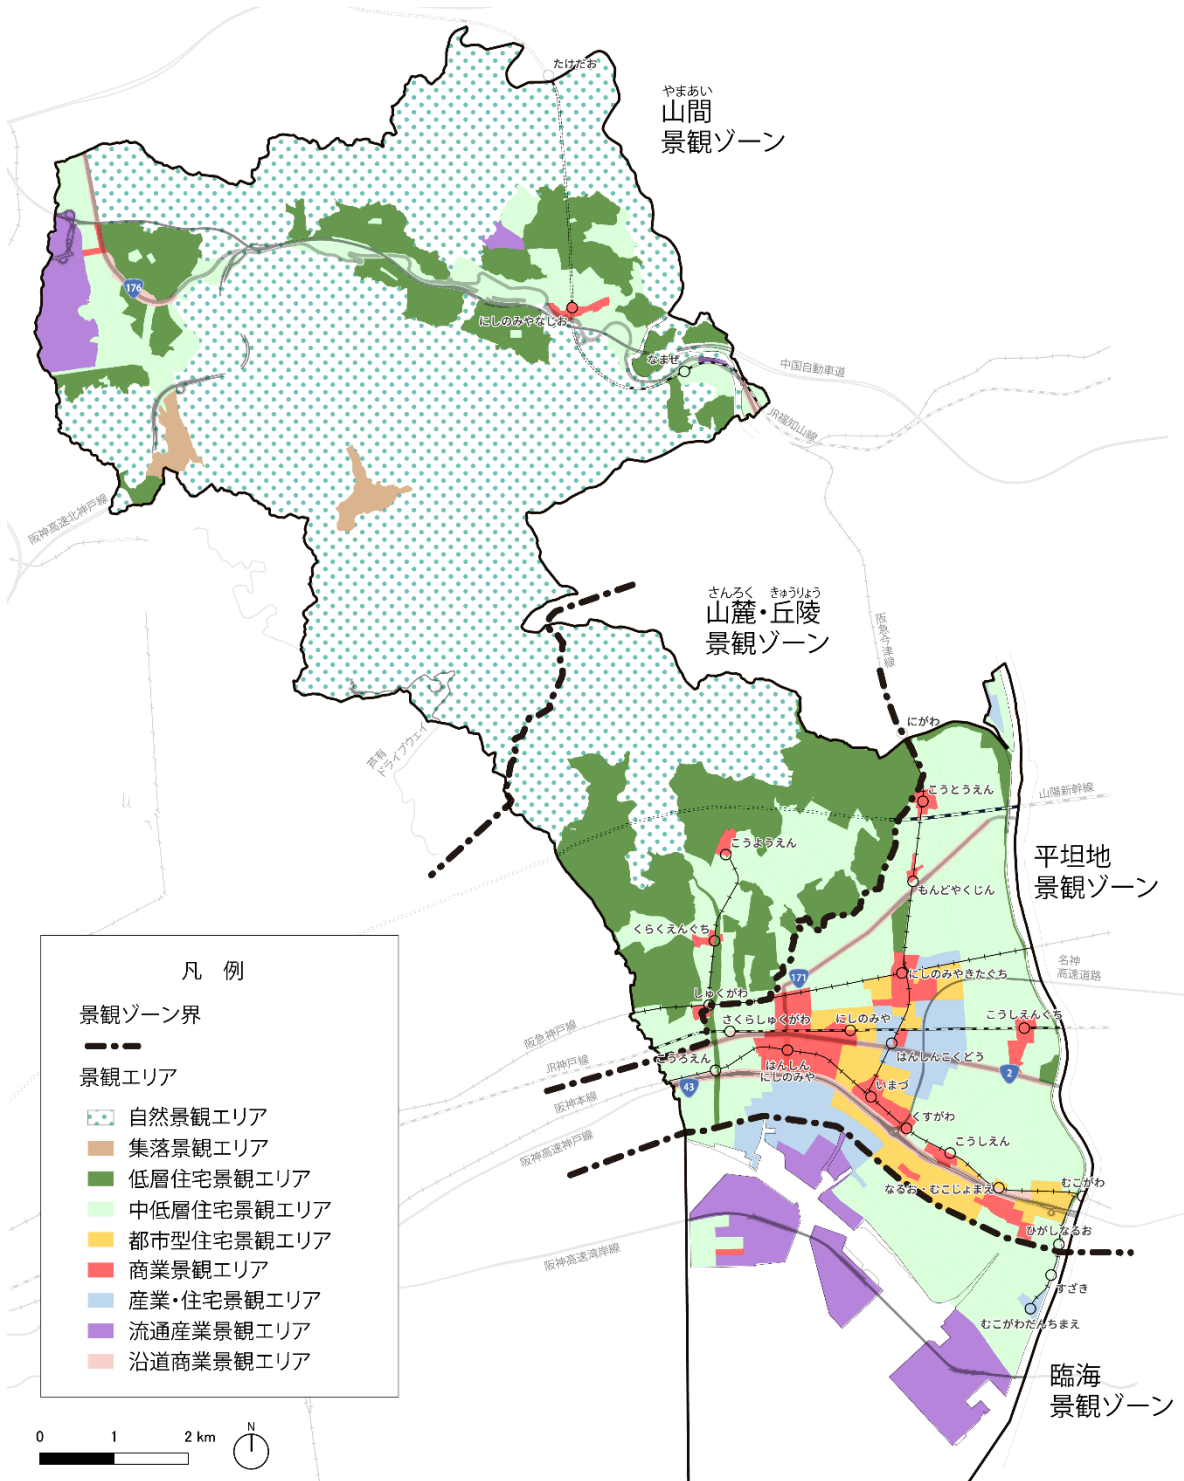 たけだお
やまあい
山間
景観ゾーン
176
にしのみやなじお
なまぜ
中国自動車道
JR福知山線
阪神高速北神戸線
さんろく きゅうりょう
山麓・丘陵
景観ゾーン
阪急今津線
芦有
ドライブウェイ
にがわ
こうとうえん
山陽新幹線
こうようえん
平坦地
景観ゾーン
もんどやくじん
くらくえんぐち
171
にしのみやきたぐち
名神
高速道路
しゅくがわ
さくらしゅくがわ
にしのみや
こうしえんぐち
阪急神戸線
JR神戸線
こうろえん
はんしん
にしのみや
はんしんこくどう
2
43
いまづ
阪神本線
くすがわ
阪神高速神戸線
こうしえん
なるお・むこじょまえ
むこがわ
ひがしなるお
阪神高速湾岸線
すざき
むこがわだんちまえ
臨海
景観ゾーン
凡 例
景観ゾーン界
景観エリア
自然景観エリア
集落景観エリア
低層住宅景観エリア
中低層住宅景観エリア
都市型住宅景観エリア
商業景観エリア
産業・住宅景観エリア
流通産業景観エリア
沿道商業景観エリア
0 1 2 km
N